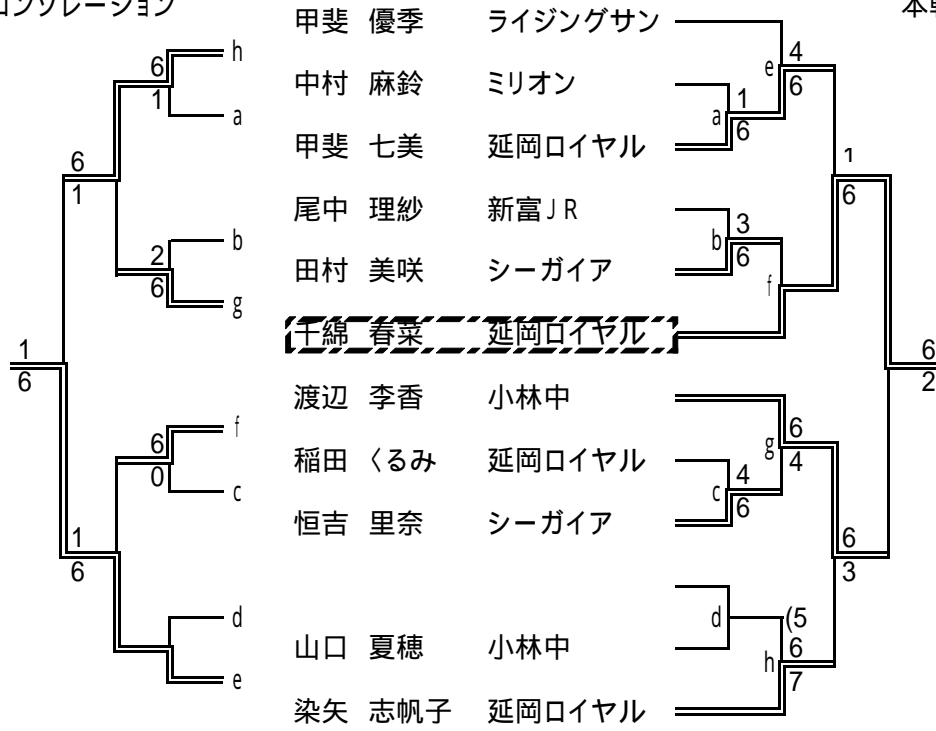 コンソレーション
本戦
甲斐 優季 ライジングサン
中村 麻鈴 ミリオン
甲斐 七美 延岡ロイヤル
尾中 理紗 新富JR
田村 美咲 シーガイア
千綿 春菜 延岡ロイヤル
渡辺 李香 小林中
稲田 くるみ 延岡ロイヤル
恒吉 里奈 シーガイア
山口 夏穂 小林中
染矢 志帆子 延岡ロイヤル
h
6
1
a
6
1
b
2
6
g
1
6
f
6
0
c
1
6
d
e
e
4
6
a
1
6
1
6
b
3
6
f
6
2
g
6
4
c
4
6
6
3
d
(5
h
6
7